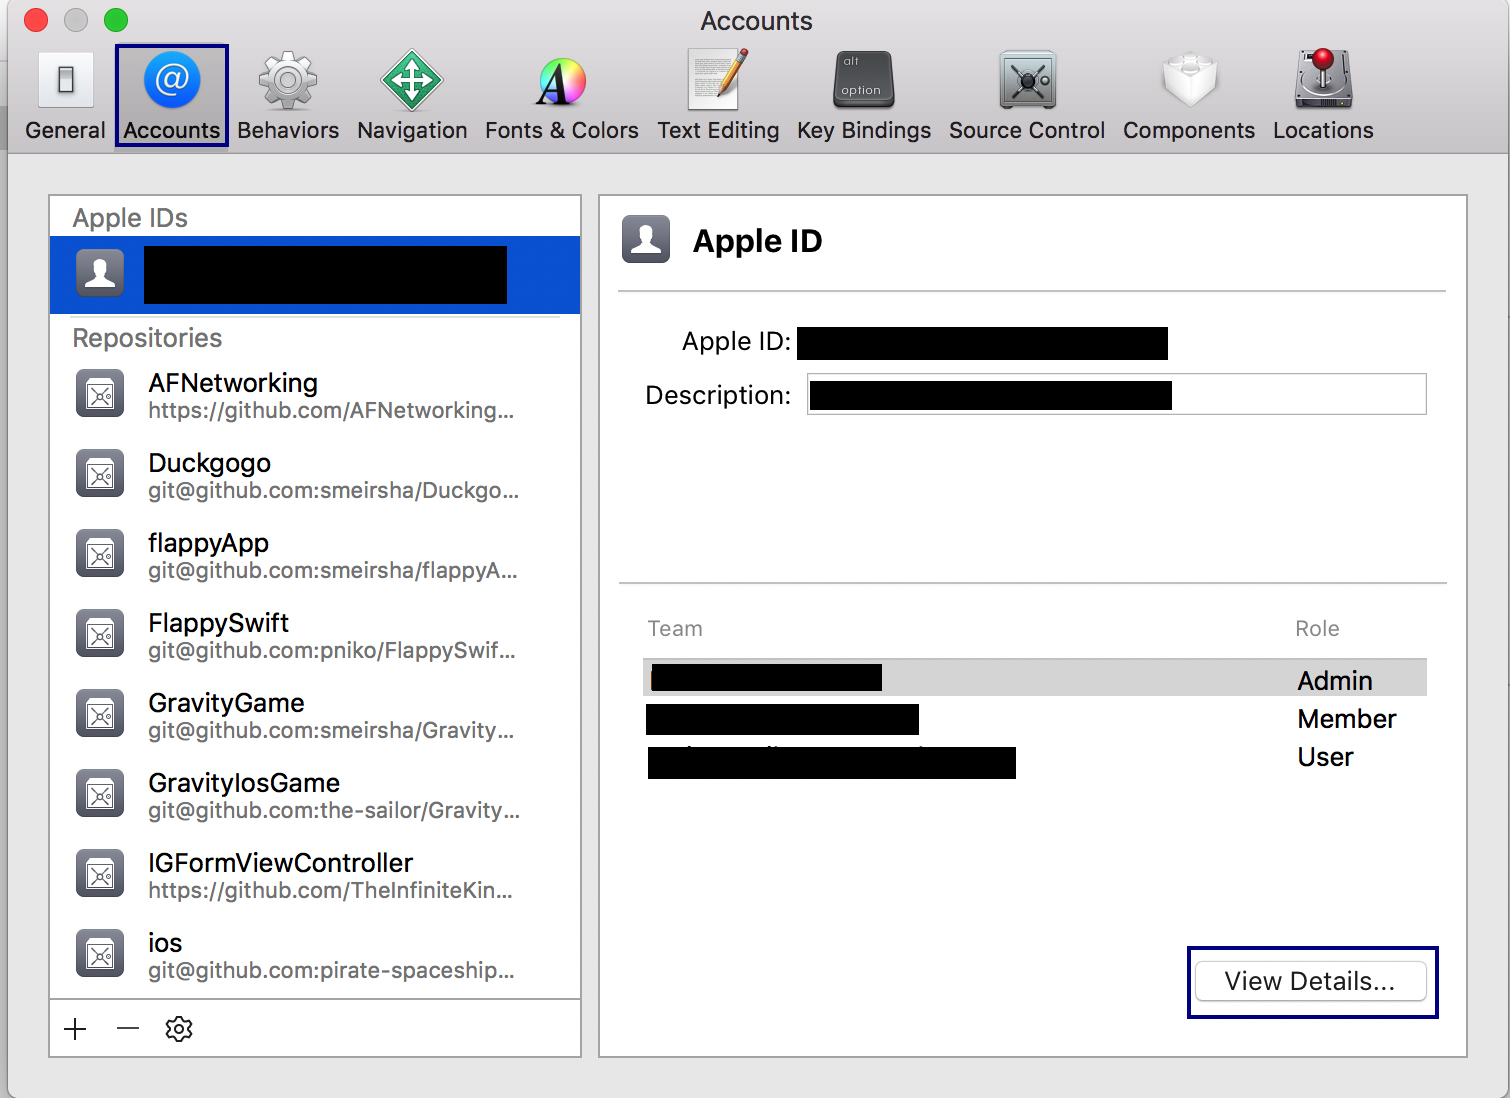 Accounts
General
Accounts
Behaviors
Navigation
Fonts & Colors
Text Editing
alt
option
Key Bindings
Source Control
Components
Locations
Apple IDs
Repositories
AFNetworking
https://github.com/AFNetworking...
Duckgogo
git@github.com:smeirsha/Duckgo...
flappyApp
git@github.com:smeirsha/flappyA...
FlappySwift
git@github.com:pniko/FlappySwif...
GravityGame
git@github.com:smeirsha/Gravity...
GravityIosGame
git@github.com:the-sailor/Gravity...
IGFormViewController
https://github.com/TheInfiniteKin...
ios
git@github.com:pirate-spaceship...
Apple ID
Apple ID:
Description:
Team Role
Admin
Member
User
View Details...